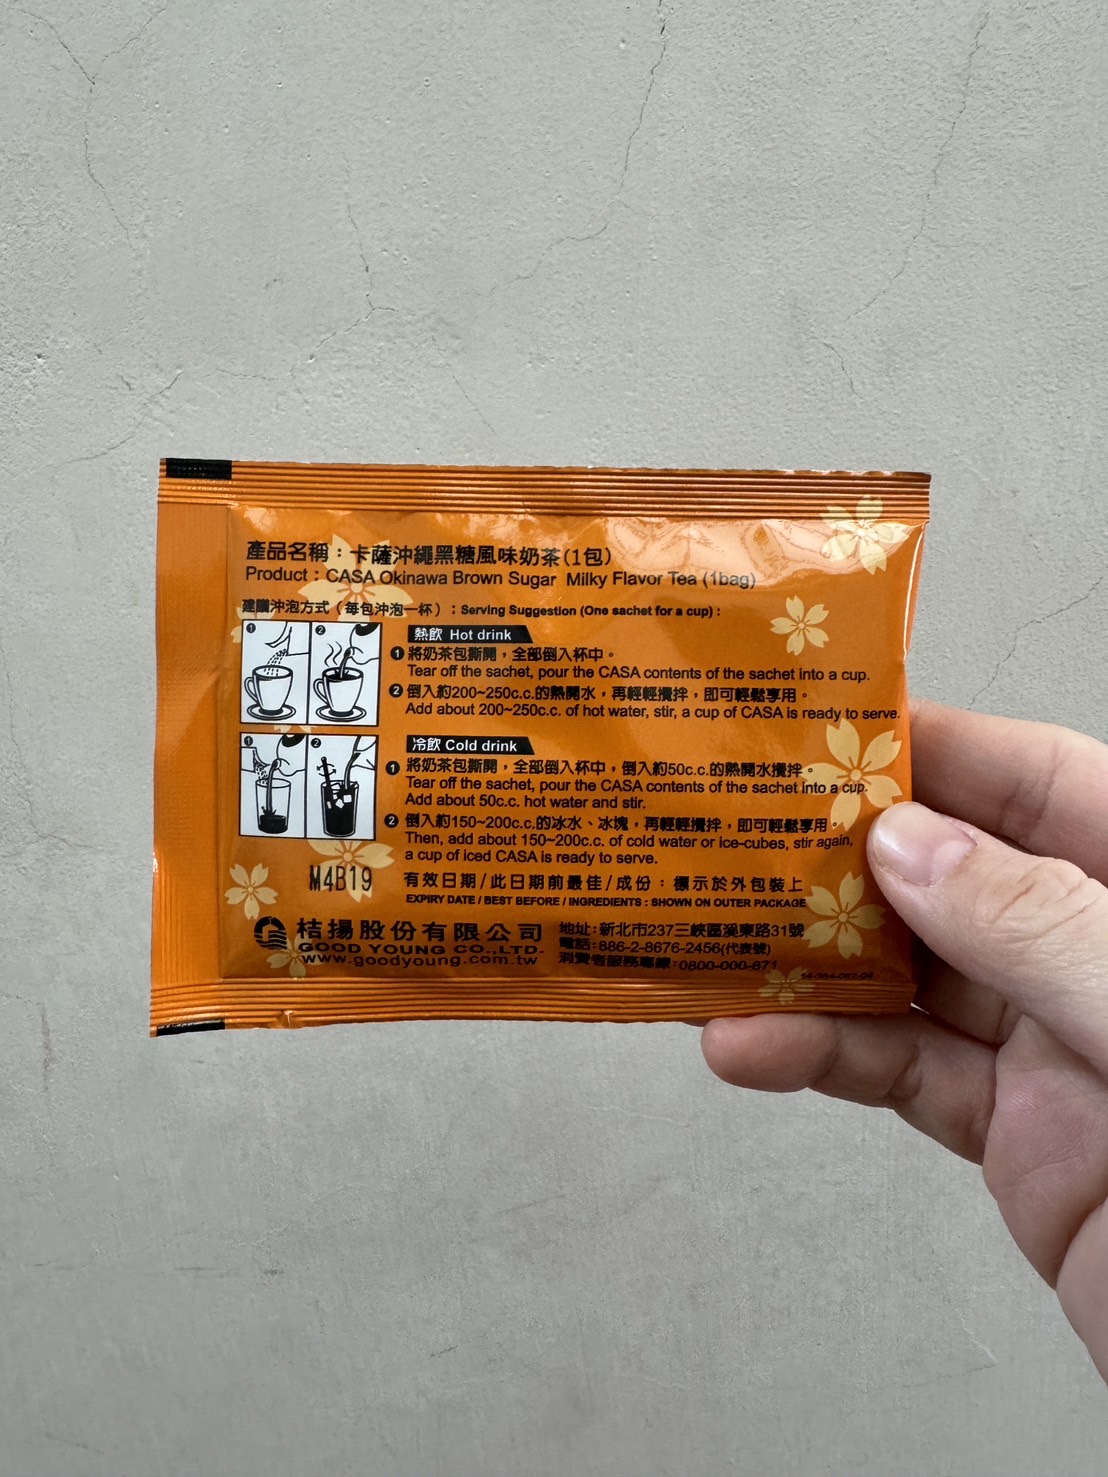 產品名稱：卡薩沖繩黑糖風味奶茶(1包)
Product : CASA Okinawa Brown Sugar Milky Flavor Tea (1bag)
建議沖泡方式（每包沖泡一杯）：Serving Suggestion (One sachet for a cup) :
1 2
熱飲 Hot drink
1 將奶茶包撕開，全部倒入杯中。
Tear off the sachet, pour the CASA contents of the sachet into a cup.
2 倒入約200~250c.c.的熱開水，再輕輕攪拌，即可輕鬆享用。
Add about 200~250c.c. of hot water, stir, a cup of CASA is ready to serve.
1 2
冷飲 Cold drink
1 將奶茶包撕開，全部倒入杯中，倒入約50c.c.的熱開水攪拌。
Tear off the sachet, pour the CASA contents of the sachet into a cup.
Add about 50c.c. hot water and stir.
2 倒入約150~200c.c.的冰水、冰塊，再輕輕攪拌，即可輕鬆享用。
Then, add about 150~200c.c. of cold water or ice-cubes, stir again,
a cup of iced CASA is ready to serve.
M4B19
有效日期/此日期前最佳/成份：標示於外包裝上
EXPIRY DATE / BEST BEFORE / INGREDIENTS : SHOWN ON OUTER PACKAGE
桔揚股份有限公司
GOOD YOUNG CO.,LTD.
www.goodyoung.com.tw
地址:新北市237三峽區溪東路31號
電話:886-2-8676-2456(代表號)
消費者服務專線:0800-000-671